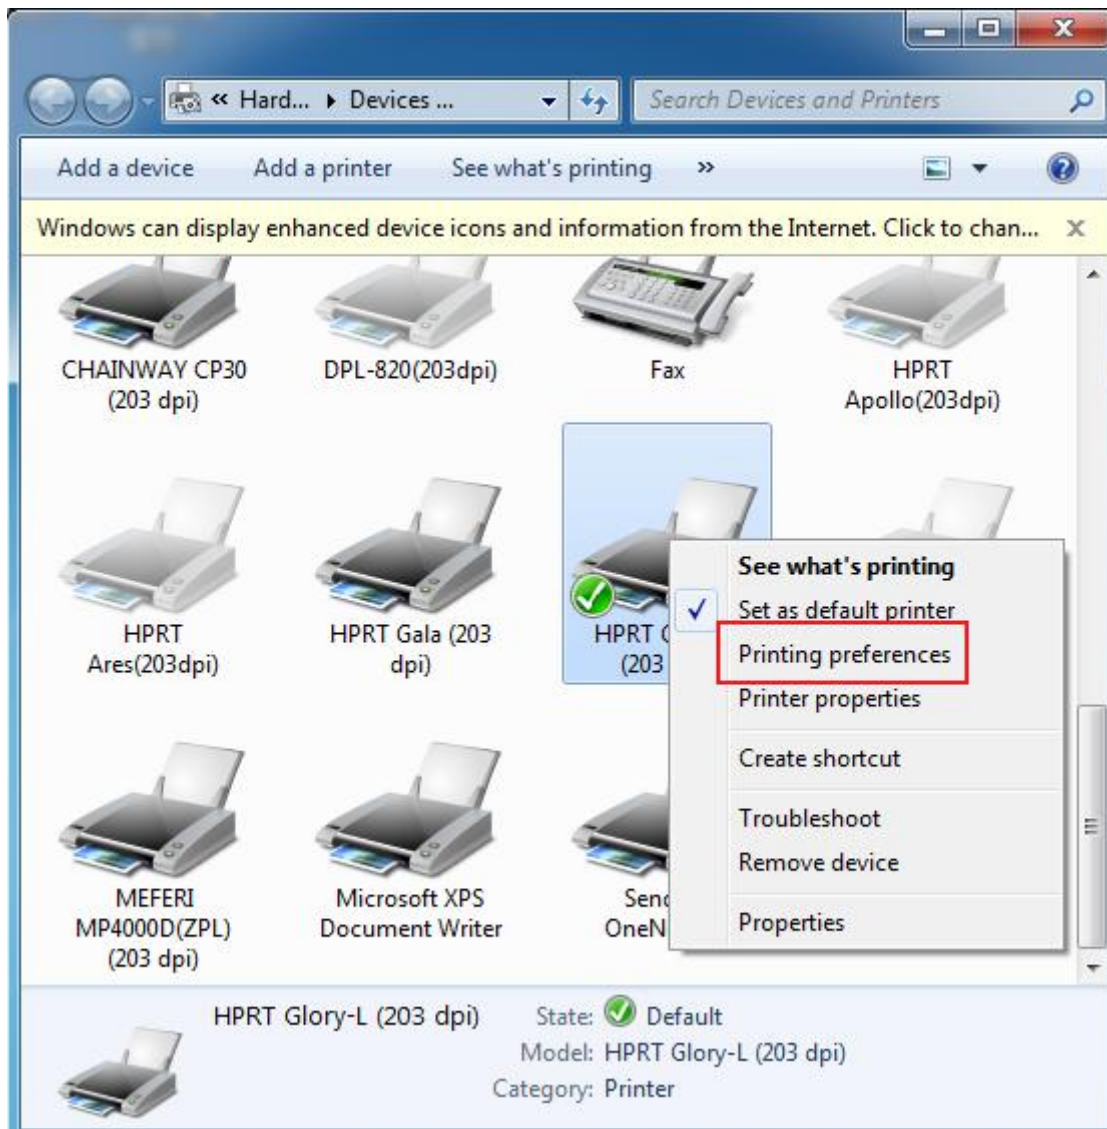 « Hard... ▸ Devices ...
Search Devices and Printers
Add a device Add a printer See what's printing »
Windows can display enhanced device icons and information from the Internet. Click to chan...
CHAINWAY CP30
(203 dpi)
DPL-820(203dpi)
Fax
HPRT
Apollo(203dpi)
HPRT
Ares(203dpi)
HPRT Gala (203
dpi)
HPRT
(203
See what's printing
Set as default printer
Printing preferences
Printer properties
Create shortcut
Troubleshoot
Remove device
Properties
MEFERI
MP4000D(ZPL)
(203 dpi)
Microsoft XPS
Document Writer
HPRT Glory-L (203 dpi)
State: Default
Model: HPRT Glory-L (203 dpi)
Category: Printer